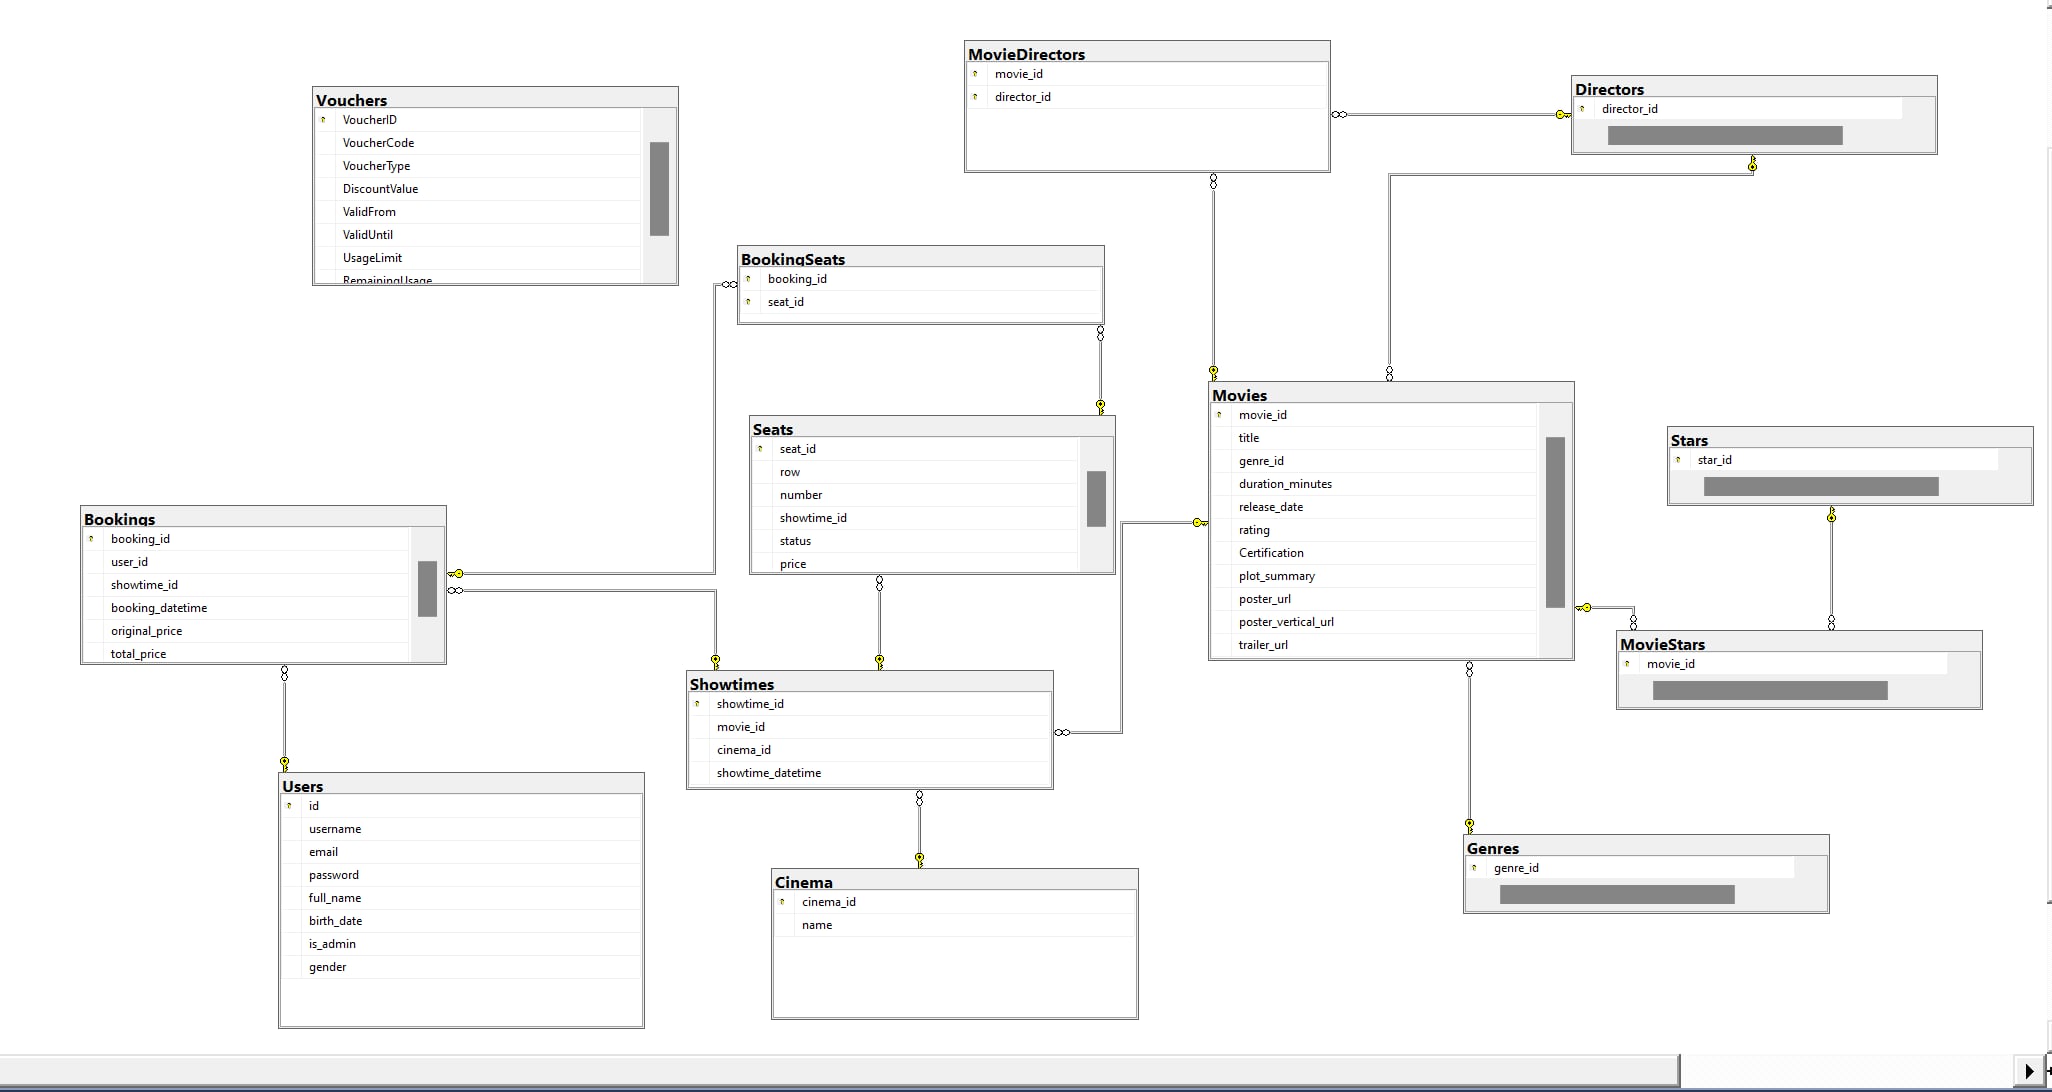 MovieDirectors
movie_id
director_id
Directors
director_id
Vouchers
VoucherID
VoucherCode
VoucherType
DiscountValue
ValidFrom
ValidUntil
UsageLimit
RemainingUsage
BookingSeats
booking_id
seat_id
Movies
movie_id
title
genre_id
duration_minutes
release_date
rating
Certification
plot_summary
poster_url
poster_vertical_url
trailer_url
Seats
seat_id
row
number
showtime_id
status
price
Stars
star_id
Bookings
booking_id
user_id
showtime_id
booking_datetime
original_price
total_price
MovieStars
movie_id
Showtimes
showtime_id
movie_id
cinema_id
showtime_datetime
Users
id
username
email
password
full_name
birth_date
is_admin
gender
Genres
genre_id
Cinema
cinema_id
name